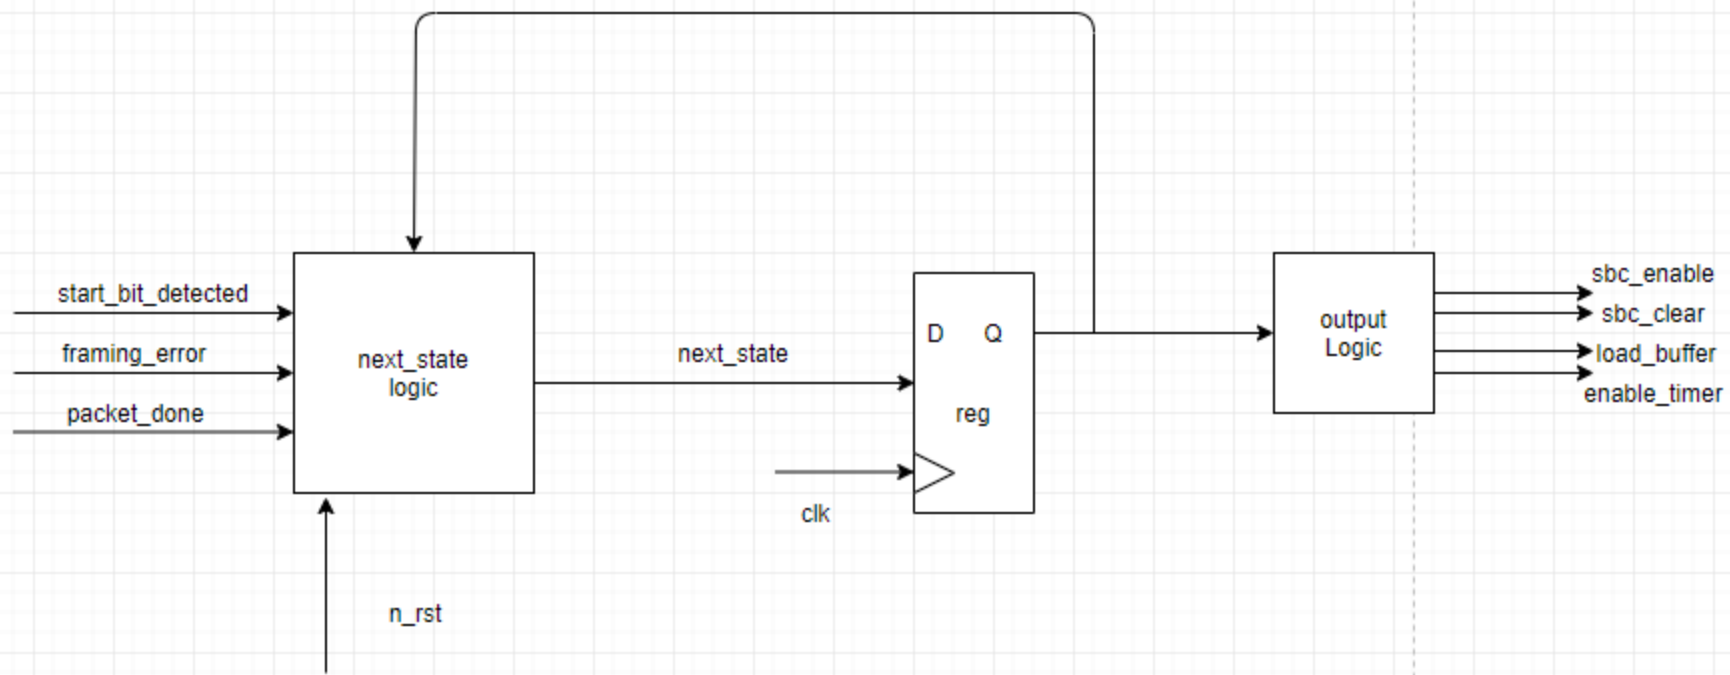 start_bit_detected
framing_error
packet_done
next_state
logic
n_rst
next_state
clk
D Q
reg
output
Logic
sbc_enable
sbc_clear
load_buffer
enable_timer